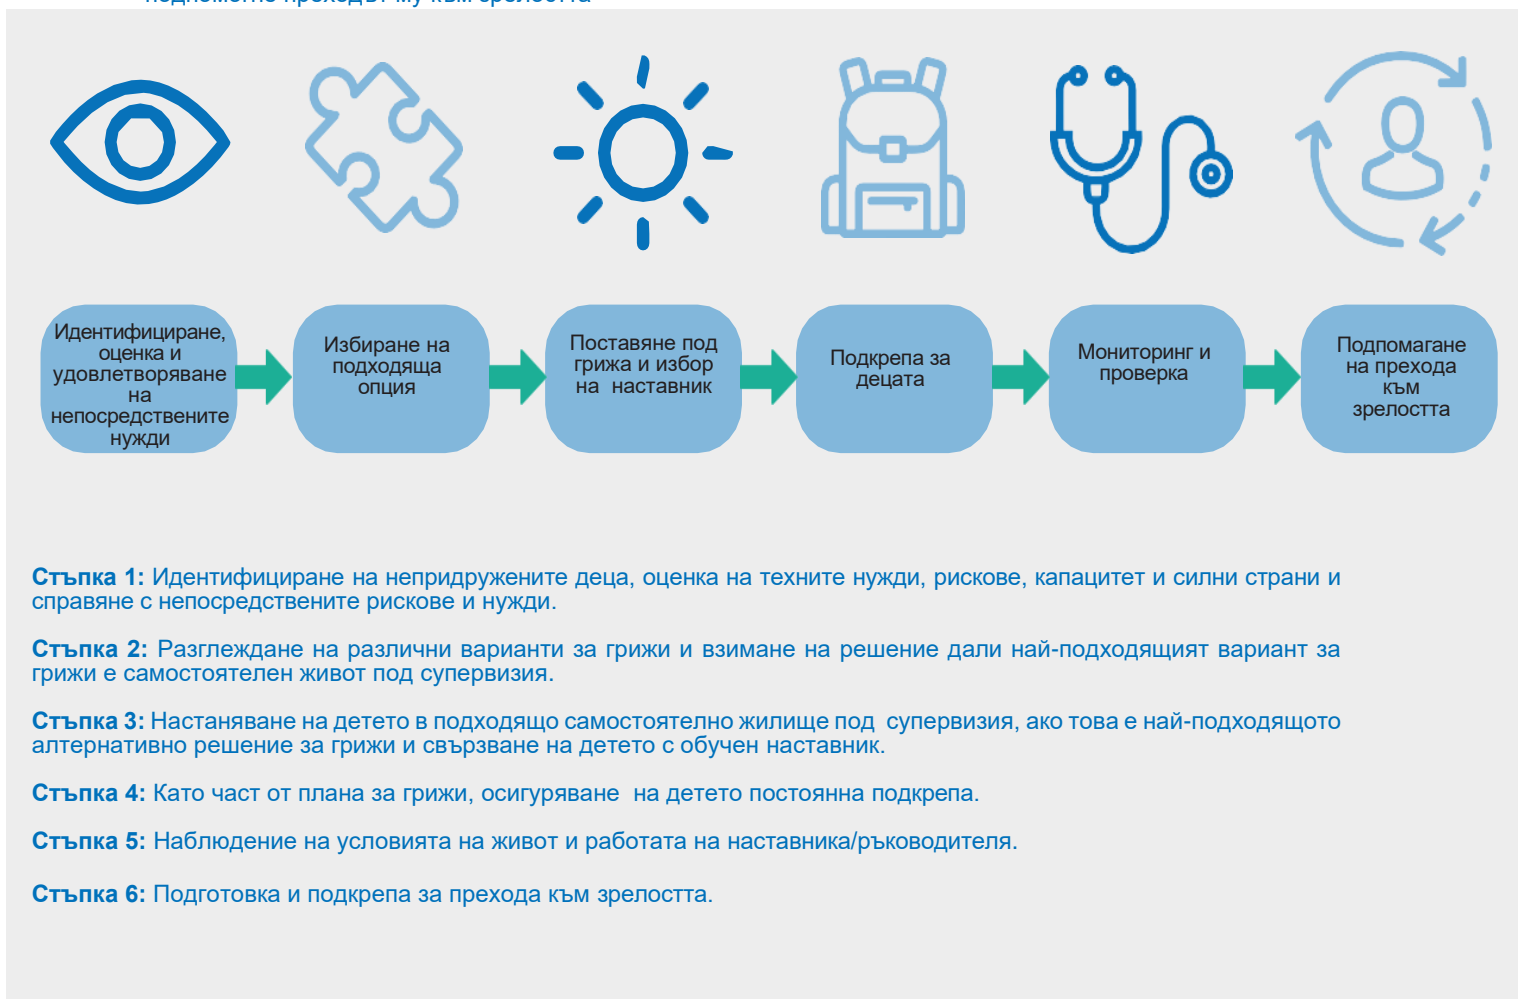 Идентифициране,
оценка и
удовлетворяване
на
непосредствените
нужди
Избиране на
подходяща
опция
Поставяне под
грижа и избор
на наставник
Подкрепа за
децата
Мониторинг и
проверка
Подпомагане
на прехода
към
зрелостта
Стъпка 1: Идентифициране на непридружените деца, оценка на техните нужди, рискове, капацитет и силни страни и
справяне с непосредствените рискове и нужди.
Стъпка 2: Разглеждане на различни варианти за грижи и взимане на решение дали най-подходящият вариант за
грижи е самостоятелен живот под супервизия.
Стъпка 3: Настаняване на детето в подходящо самостоятелно жилище под супервизия, ако това е най-подходящото
алтернативно решение за грижи и свързване на детето с обучен наставник.
Стъпка 4: Като част от плана за грижи, осигуряване на детето постоянна подкрепа.
Стъпка 5: Наблюдение на условията на живот и работата на наставника/ръководителя.
Стъпка 6: Подготовка и подкрепа за прехода към зрелостта.